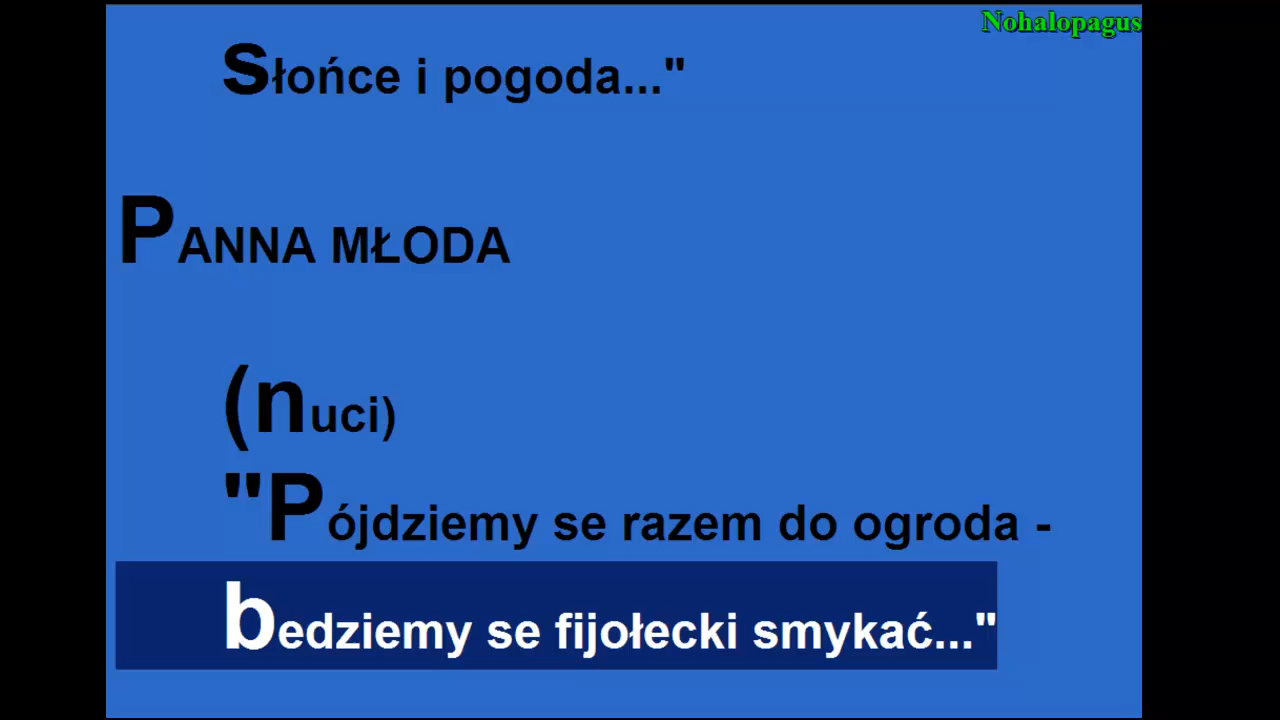 Nohalopagus
Słońce i pogoda..."
PANNA MŁODA
(nuci)
"Pójdziemy se razem do ogroda -
bedziemy se fijołecki smykać..."